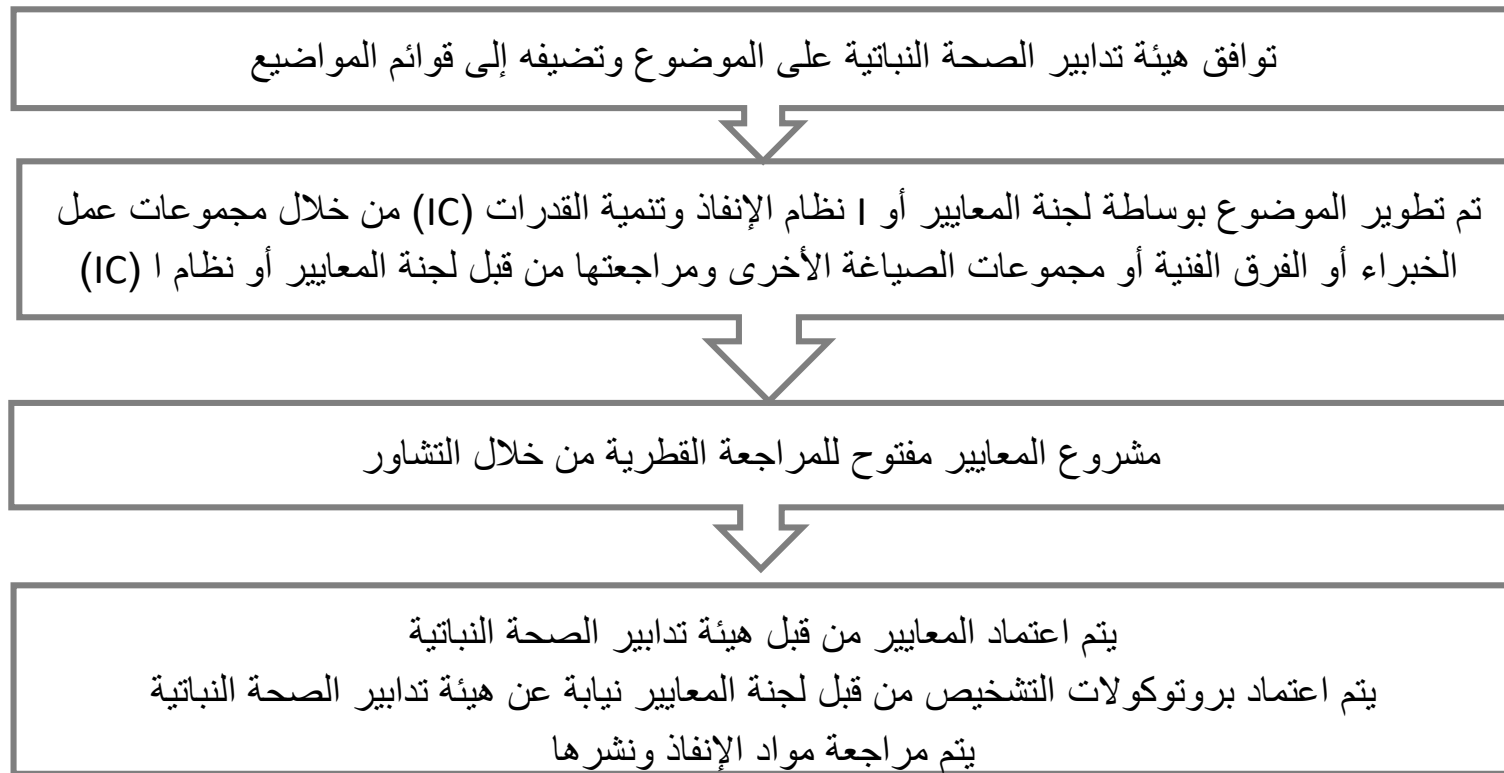 توافق هيئة تدابير الصحة النباتية على الموضوع وتضيفه إلى قوائم المواضيع
تم تطوير الموضوع بوساطة لجنة المعايير أو ا نظام الإنفاذ وتنمية القدرات (IC) من خلال مجموعات عمل
الخبراء أو الفرق الفنية أو مجموعات الصياغة الأخرى ومراجعتها من قبل لجنة المعايير أو نظام ا (IC)
مشروع المعايير مفتوح للمراجعة القطرية من خلال التشاور
يتم اعتماد المعايير من قبل هيئة تدابير الصحة النباتية
يتم اعتماد بروتوكولات التشخيص من قبل لجنة المعايير نيابة عن هيئة تدابير الصحة النباتية
يتم مراجعة مواد الإنفاذ ونشرها